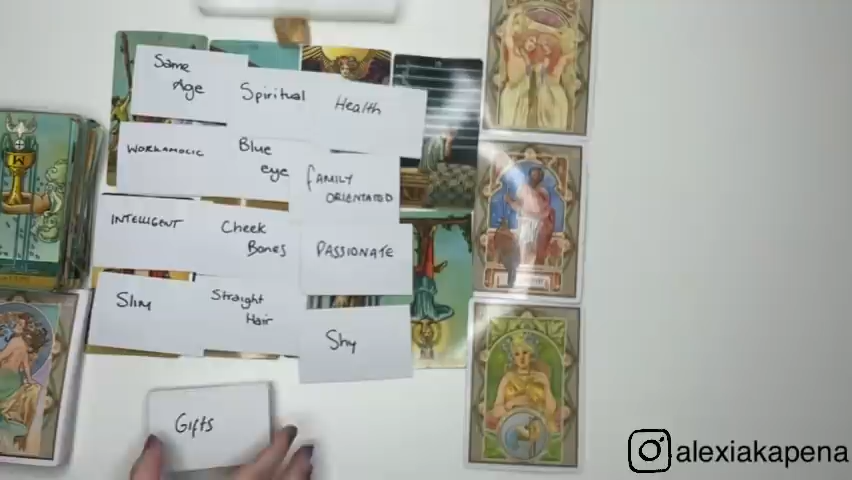 Same
Age
Spiritual
Health
WORKAHOLIC
Blue
eye
FAMILY
ORIENTATED
INTELLIGENT
Cheek
Bones
PASSIONATE
Slim
Straight
Hair
Shy
Gifts
alexiakapena